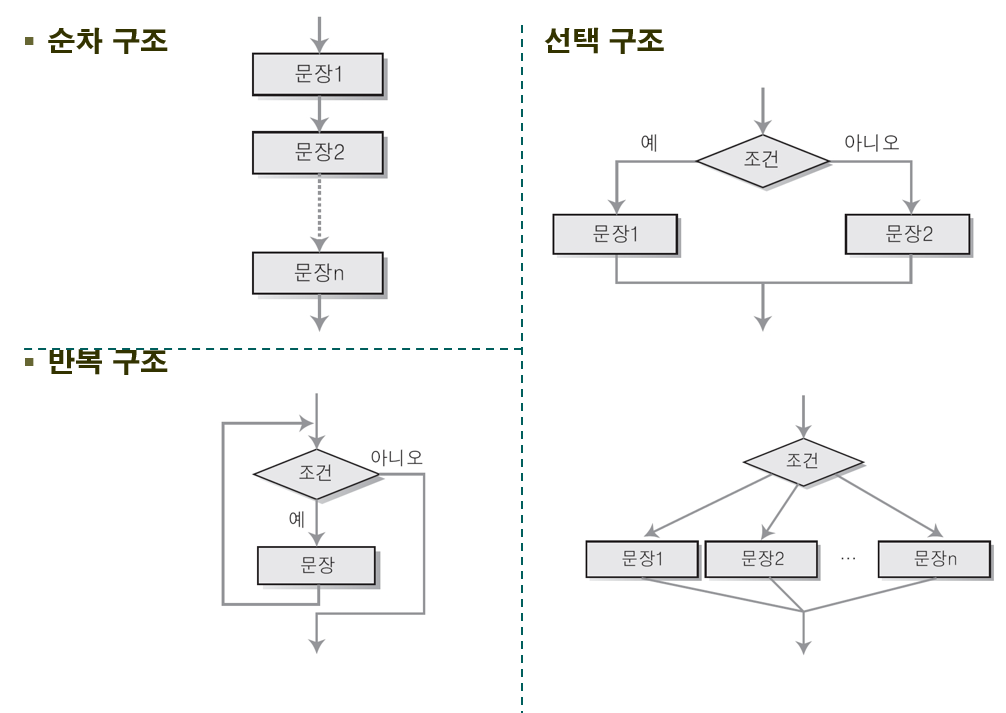 순차 구조
문장1
문장2
문장n
선택 구조
조건
예
아니오
문장1
문장2
반복 구조
조건
아니오
예
문장
조건
문장1
문장2
...
문장n